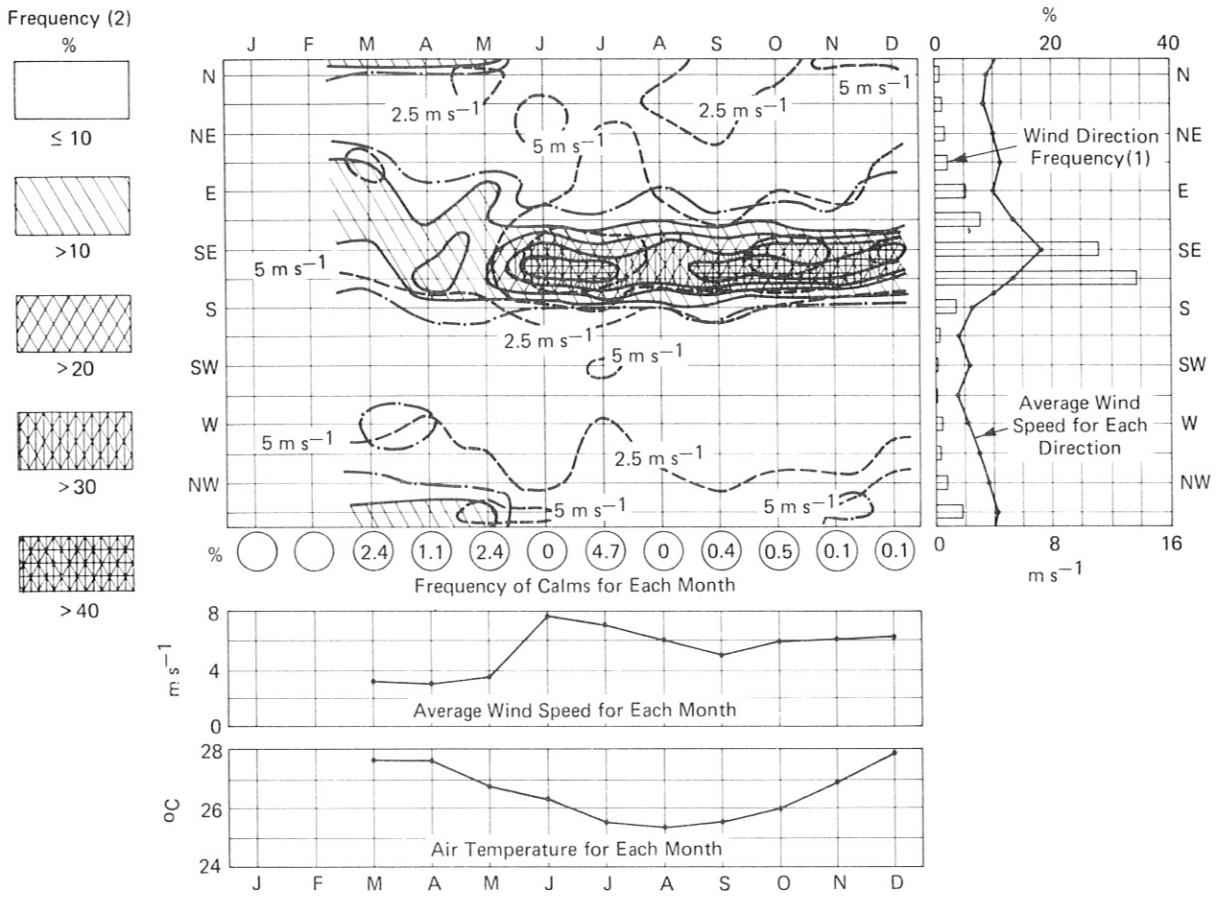 Frequency (2)
%
≤ 10
>10
>20
>30
>40
J F M A M J J A S O N D
N
NE
E
SE
S
SW
W
NW
5 m s−1
2.5 m s−1
5 m s−1
2.5 m s−1
5 m s−1
5 m s−1
2.5 m s−1
5 m s−1
5 m s−1
2.5 m s−1
5 m s−1
5 m s−1
% 2.4 1.1 2.4 0 4.7 0 0.4 0.5 0.1 0.1
Frequency of Calms for Each Month
%
0 20 40
N
NE
E
SE
S
SW
W
NW
Wind Direction
Frequency(1)
Average Wind
Speed for Each
Direction
0 8 16
m s−1
8
4
0
m s−1
Average Wind Speed for Each Month
28
26
24
oC
Air Temperature for Each Month
J F M A M J J A S O N D